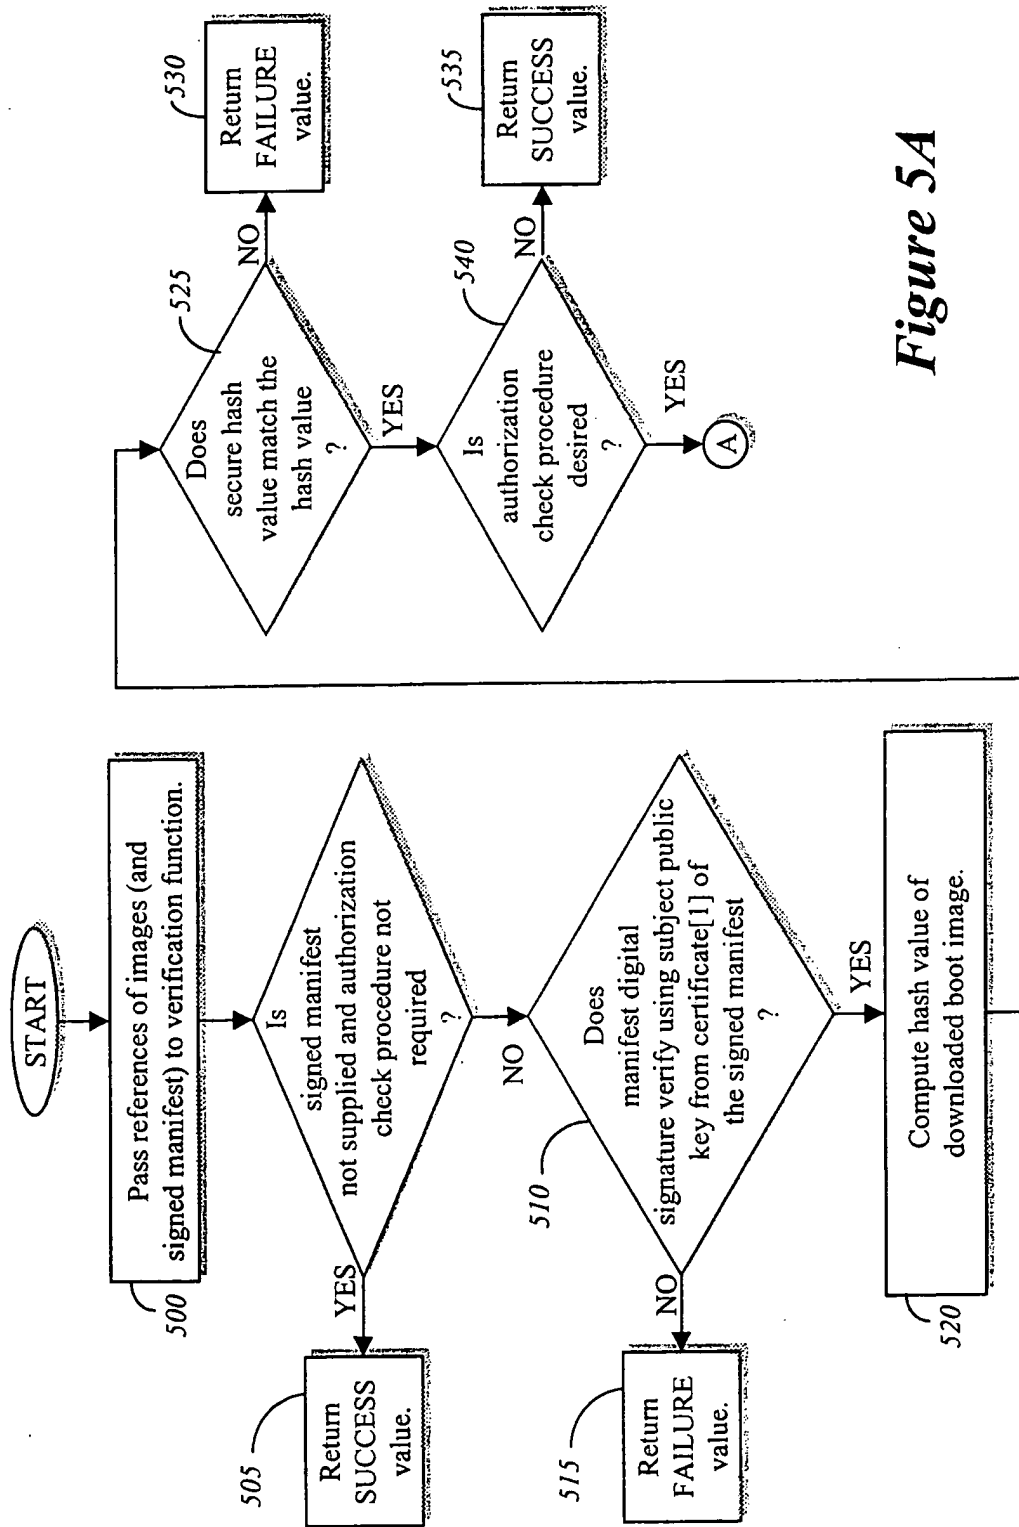 START
Pass references of images (and
signed manifest) to verification function.
500
Is
signed manifest
not supplied and authorization
check procedure not
required
?
YES
Return
SUCCESS
value.
505
NO
Does
manifest digital
signature verify using subject public
key from certificate[1] of
the signed manifest
?
510
NO
Return
FAILURE
value.
515
YES
Compute hash value of
downloaded boot image.
520
Does
secure hash
value match the
hash value
?
525
NO
Return
FAILURE
value.
530
YES
Is
authorization
check procedure
desired
?
540
NO
Return
SUCCESS
value.
535
YES
A
Figure 5A